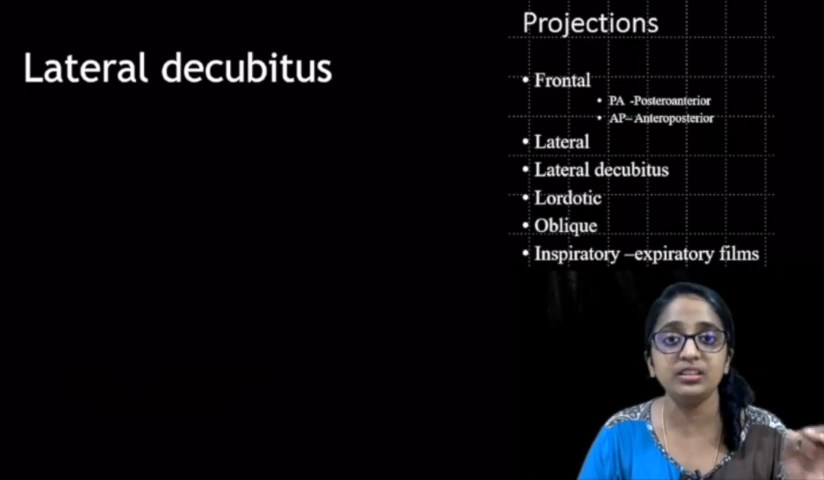 Lateral decubitus
Projections
• Frontal
• PA -Posteroanterior
• AP– Anteroposterior
• Lateral
• Lateral decubitus
• Lordotic
• Oblique
• Inspiratory –expiratory films